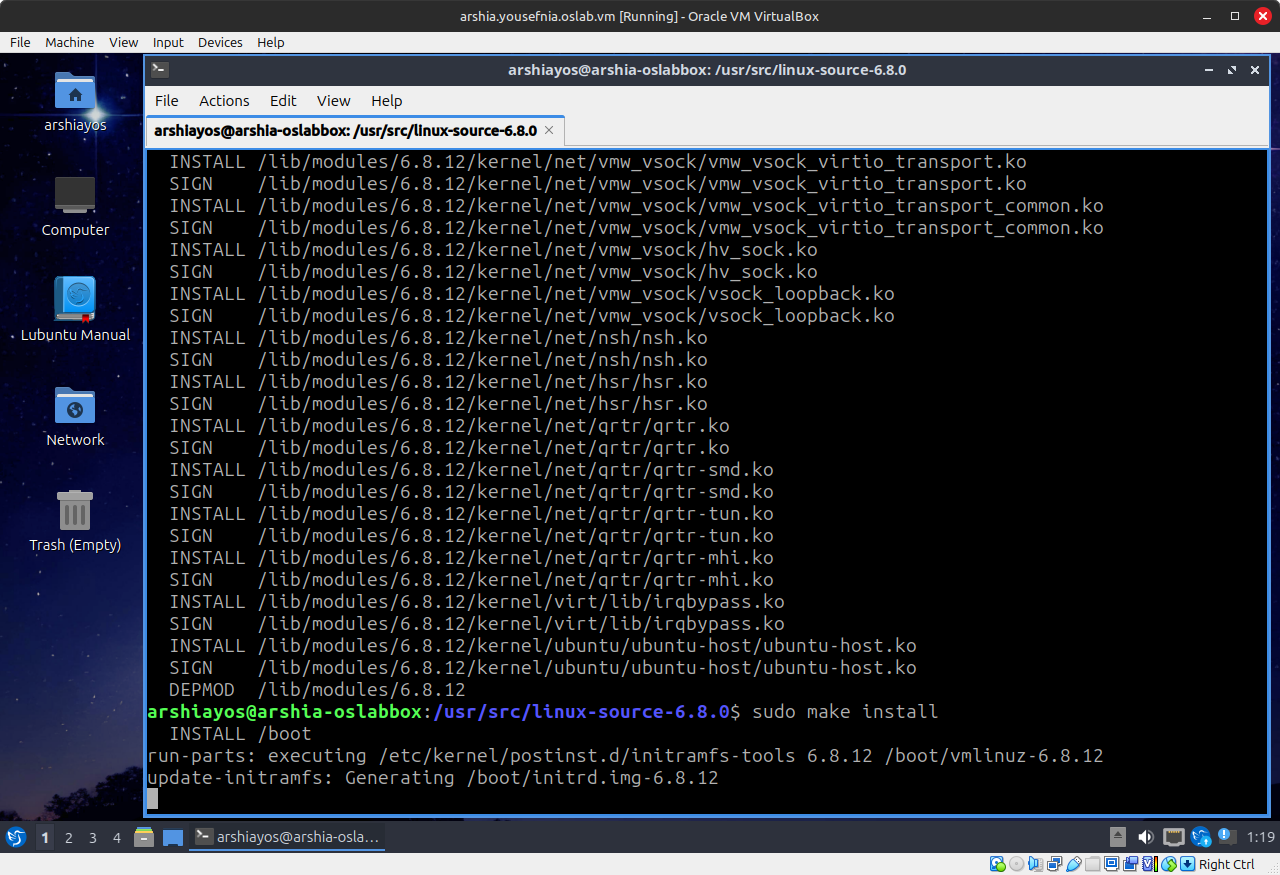 arshia.yousefnia.oslab.vm [Running] - Oracle VM VirtualBox
File Machine View Input Devices Help
arshiayos@arshia-oslabbox: /usr/src/linux-source-6.8.0
File Actions Edit View Help
arshiayos@arshia-oslabbox: /usr/src/linux-source-6.8.0
arshiayos
Computer
Lubuntu Manual
Network
Trash (Empty)
INSTALL /lib/modules/6.8.12/kernel/net/vmw_vsock/vmw_vsock_virtio_transport.ko
SIGN /lib/modules/6.8.12/kernel/net/vmw_vsock/vmw_vsock_virtio_transport.ko
INSTALL /lib/modules/6.8.12/kernel/net/vmw_vsock/vmw_vsock_virtio_transport_common.ko
SIGN /lib/modules/6.8.12/kernel/net/vmw_vsock/vmw_vsock_virtio_transport_common.ko
INSTALL /lib/modules/6.8.12/kernel/net/vmw_vsock/hv_sock.ko
SIGN /lib/modules/6.8.12/kernel/net/vmw_vsock/hv_sock.ko
INSTALL /lib/modules/6.8.12/kernel/net/vmw_vsock/vsock_loopback.ko
SIGN /lib/modules/6.8.12/kernel/net/vmw_vsock/vsock_loopback.ko
INSTALL /lib/modules/6.8.12/kernel/net/nsh/nsh.ko
SIGN /lib/modules/6.8.12/kernel/net/nsh/nsh.ko
INSTALL /lib/modules/6.8.12/kernel/net/hsr/hsr.ko
SIGN /lib/modules/6.8.12/kernel/net/hsr/hsr.ko
INSTALL /lib/modules/6.8.12/kernel/net/qrtr/qrtr.ko
SIGN /lib/modules/6.8.12/kernel/net/qrtr/qrtr.ko
INSTALL /lib/modules/6.8.12/kernel/net/qrtr/qrtr-smd.ko
SIGN /lib/modules/6.8.12/kernel/net/qrtr/qrtr-smd.ko
INSTALL /lib/modules/6.8.12/kernel/net/qrtr/qrtr-tun.ko
SIGN /lib/modules/6.8.12/kernel/net/qrtr/qrtr-tun.ko
INSTALL /lib/modules/6.8.12/kernel/net/qrtr/qrtr-mhi.ko
SIGN /lib/modules/6.8.12/kernel/net/qrtr/qrtr-mhi.ko
INSTALL /lib/modules/6.8.12/kernel/virt/lib/irqbypass.ko
SIGN /lib/modules/6.8.12/kernel/virt/lib/irqbypass.ko
INSTALL /lib/modules/6.8.12/kernel/ubuntu/ubuntu-host/ubuntu-host.ko
SIGN /lib/modules/6.8.12/kernel/ubuntu/ubuntu-host/ubuntu-host.ko
DEPMOD /lib/modules/6.8.12
arshiayos@arshia-oslabbox:/usr/src/linux-source-6.8.0$ sudo make install
INSTALL /boot
run-parts: executing /etc/kernel/postinst.d/initramfs-tools 6.8.12 /boot/vmlinuz-6.8.12
update-initramfs: Generating /boot/initrd.img-6.8.12
1 2 3 4 arshiayos@arshia-osla... 1:19
Right Ctrl